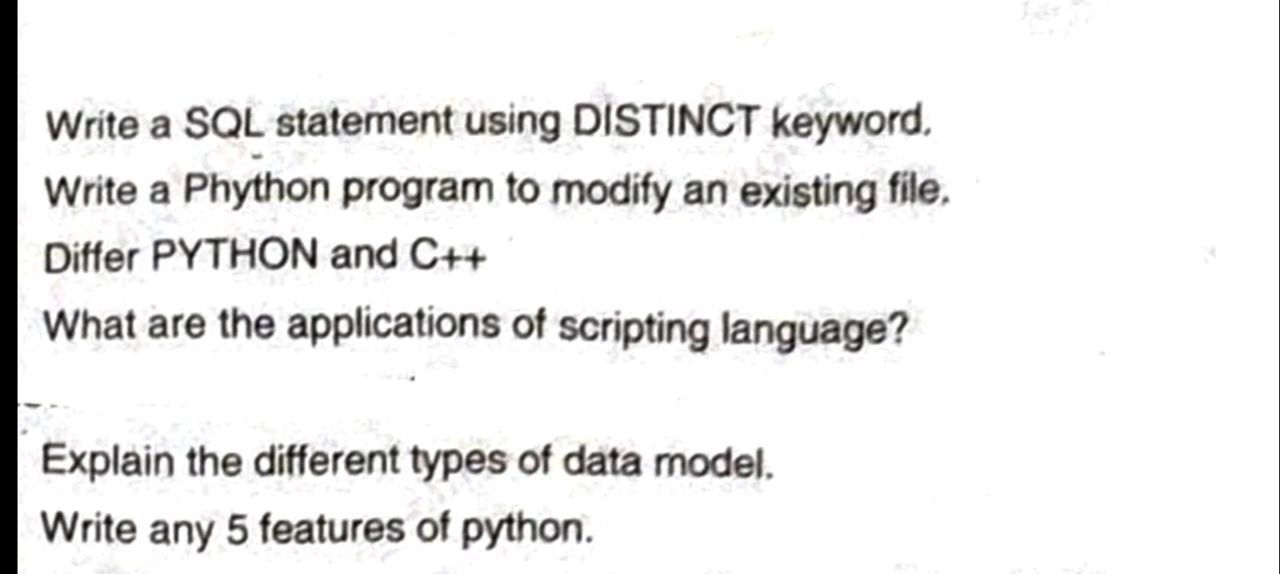 Write a SQL statement using DISTINCT keyword.
Write a Phython program to modify an existing file.
Differ PYTHON and C++
What are the applications of scripting language?
Explain the different types of data model.
Write any 5 features of python.